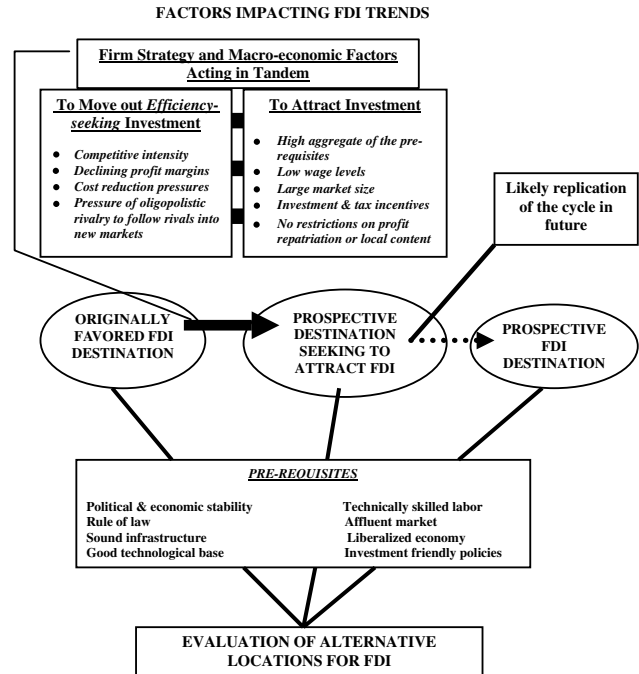 FACTORS IMPACTING FDI TRENDS
Firm Strategy and Macro-economic Factors
Acting in Tandem
To Move out Efficiency-
seeking Investment
● Competitive intensity
● Declining profit margins
● Cost reduction pressures
● Pressure of oligopolistic
rivalry to follow rivals into
new markets
To Attract Investment
● High aggregate of the pre-
requisites
● Low wage levels
● Large market size
● Investment & tax incentives
● No restrictions on profit
repatriation or local content
Likely replication
of the cycle in
future
ORIGINALLY
FAVORED FDI
DESTINATION
PROSPECTIVE
DESTINATION
SEEKING TO
ATTRACT FDI
PROSPECTIVE
FDI
DESTINATION
PRE-REQUISITES
Political & economic stability
Rule of law
Sound infrastructure
Good technological base
Technically skilled labor
Affluent market
Liberalized economy
Investment friendly policies
EVALUATION OF ALTERNATIVE
LOCATIONS FOR FDI